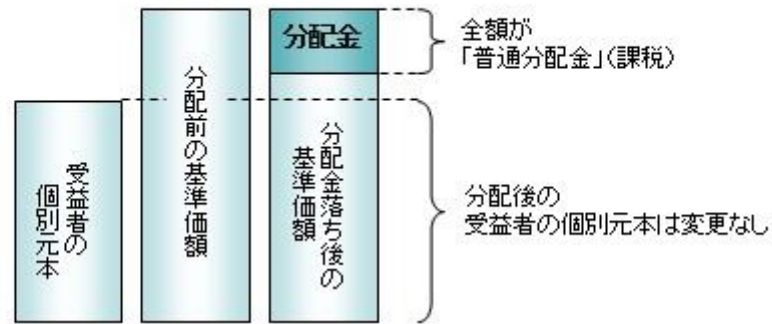 受益者の
個別元本
分配前の基準価額
分配金
分配金落ち後の
基準価額
全額が
「普通分配金」(課税)
分配後の
受益者の個別元本は変更なし